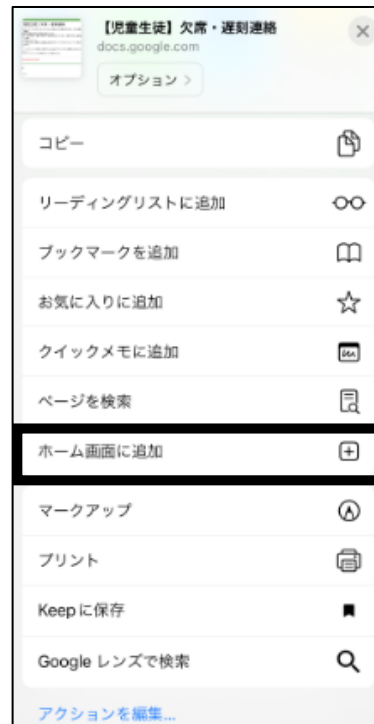 【児童生徒】欠席・遅刻連絡
docs.google.com
オプション
コピー
リーディングリストに追加
ブックマークを追加
お気に入りに追加
クイックメモに追加
ページを検索
ホーム画面に追加
マークアップ
プリント
Keepに保存
Google レンズで検索
アクションを編集...